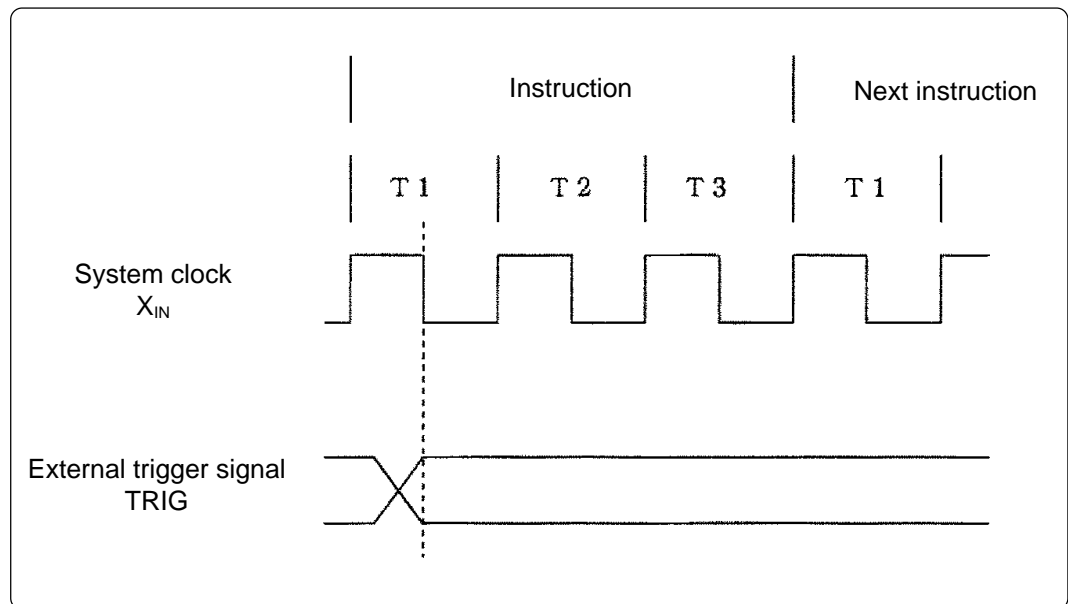 Instruction
Next instruction
T 1
T 2
T 3
T 1
System clock
XIN
External trigger signal
TRIG